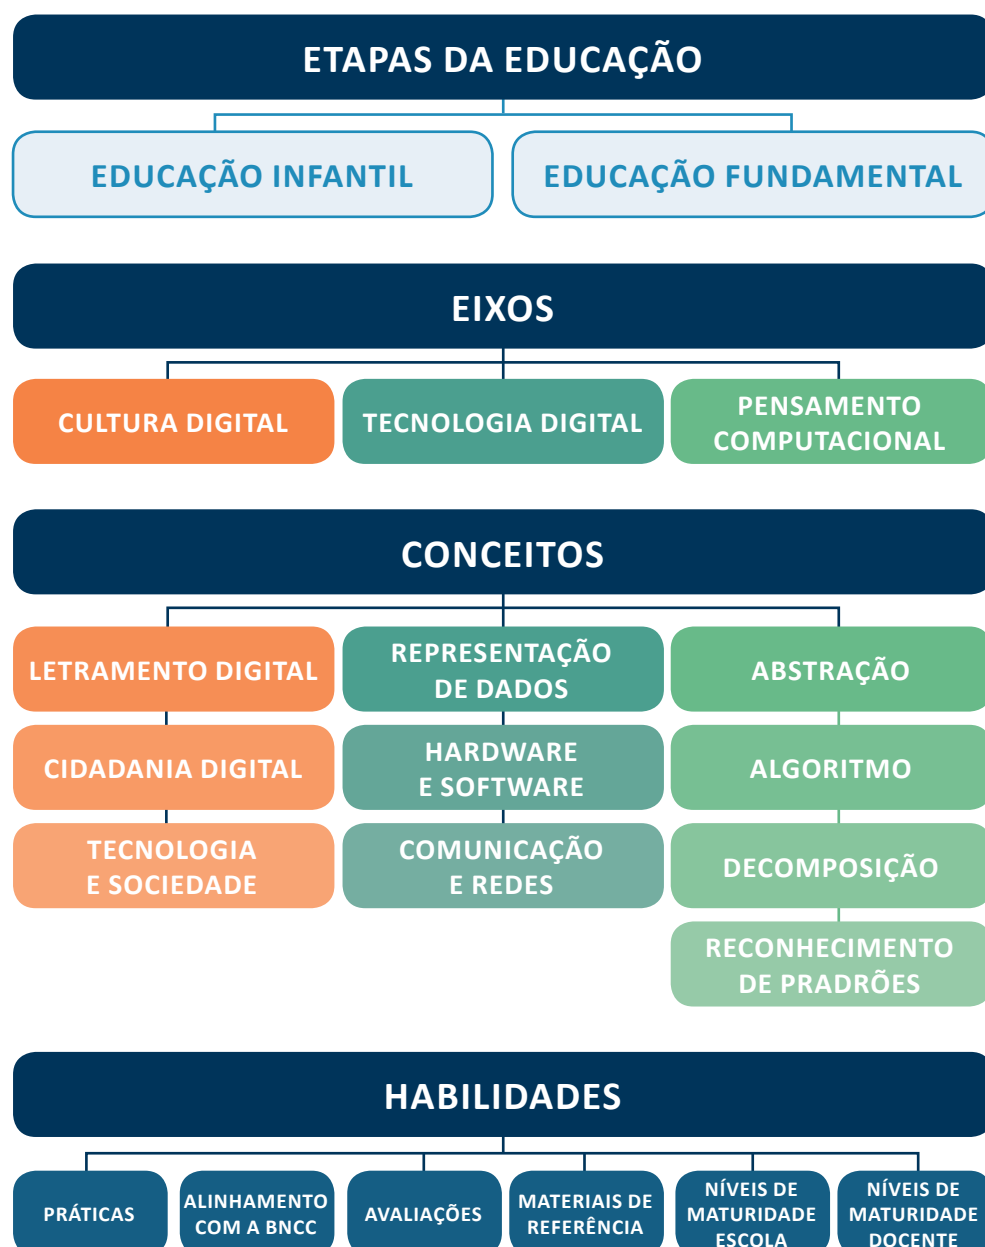 ETAPAS DA EDUCAÇÃO
EDUCAÇÃO INFANTIL
EDUCAÇÃO FUNDAMENTAL
EIXOS
CULTURA DIGITAL
TECNOLOGIA DIGITAL
PENSAMENTO
COMPUTACIONAL
CONCEITOS
LETRAMENTO DIGITAL
CIDADANIA DIGITAL
TECNOLOGIA
E SOCIEDADE
REPRESENTAÇÃO
DE DADOS
HARDWARE
E SOFTWARE
COMUNICAÇÃO
E REDES
ABSTRAÇÃO
ALGORITMO
DECOMPOSIÇÃO
RECONHECIMENTO
DE PRADRÕES
HABILIDADES
PRÁTICAS
ALINHAMENTO
COM A BNCC
AVALIAÇÕES
MATERIAIS DE
REFERÊNCIA
NÍVEIS DE
MATURIDADE
ESCOLA
NÍVEIS DE
MATURIDADE
DOCENTE